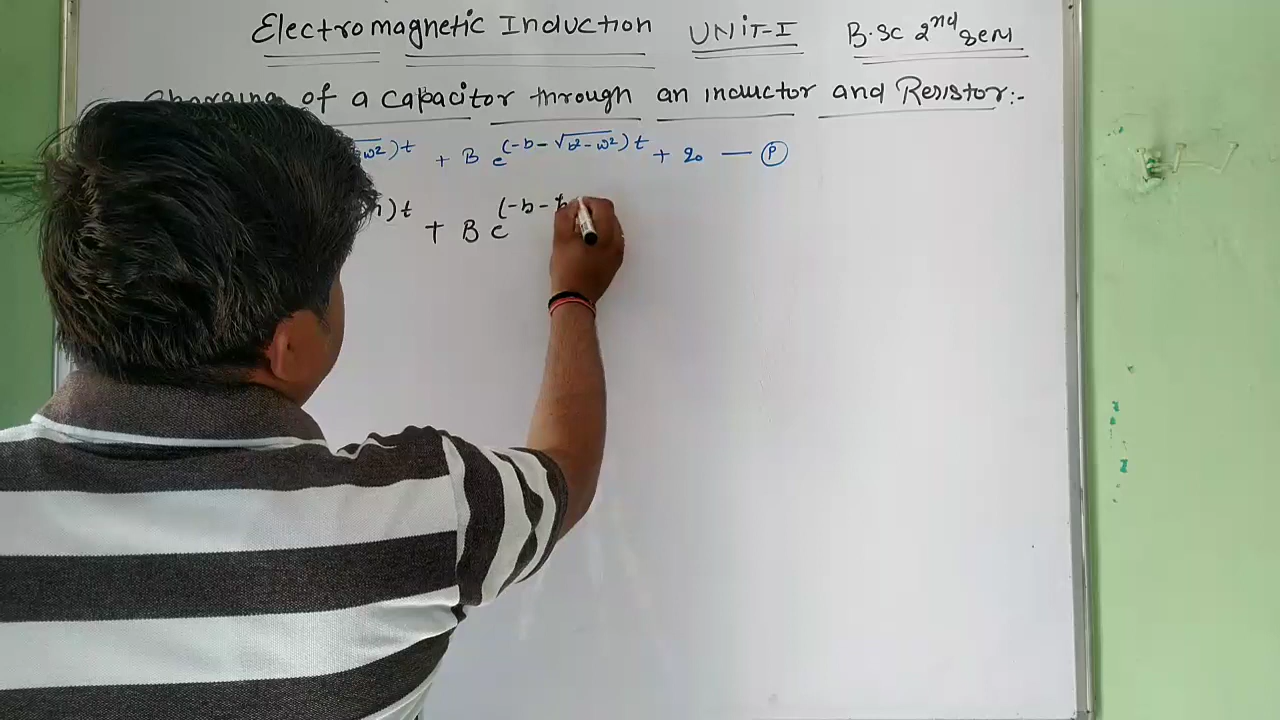 Electromagnetic Induction UNIT-I B.Sc 2nd sem
Charging of a capacitor through an inductor and Resistor:-
ω²)t + B e^(-b-√b²-ω²)t + q₀ — (P)
)t + B e^(-b-